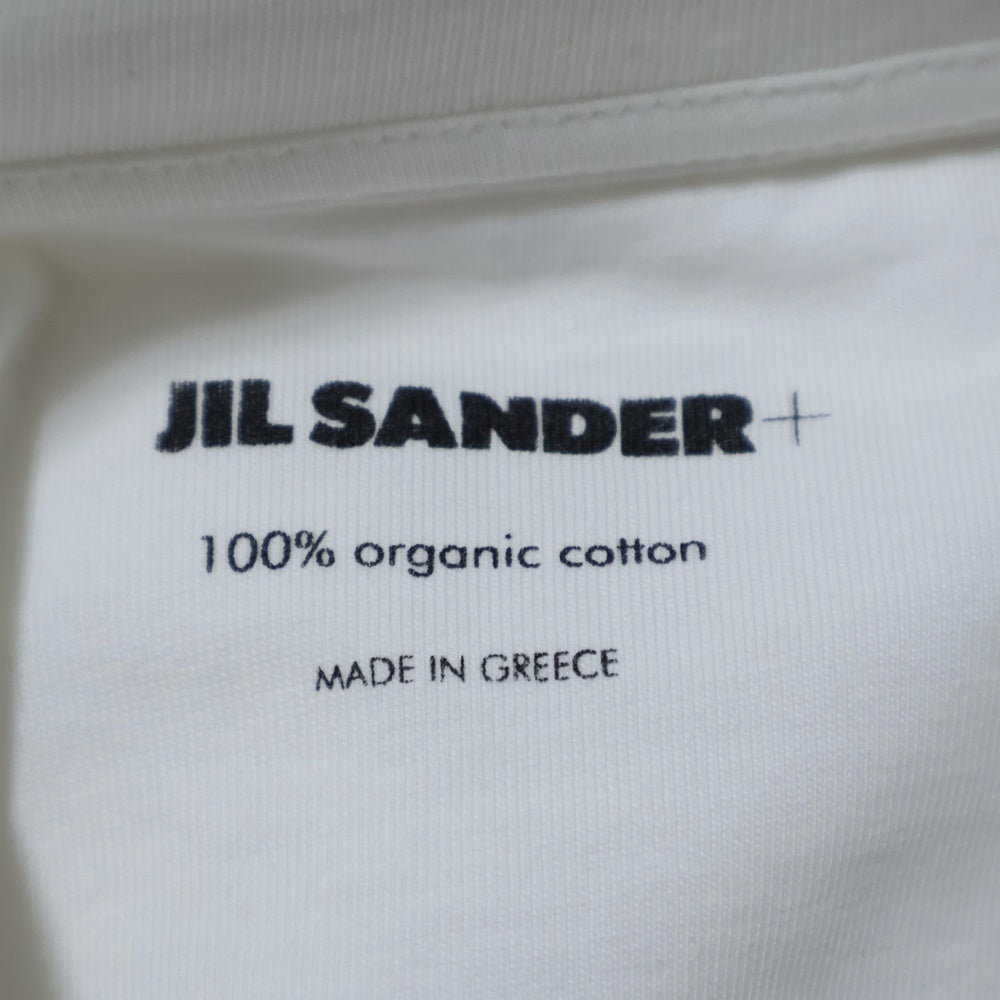 JIL SANDER+
100% organic cotton
MADE IN GREECE